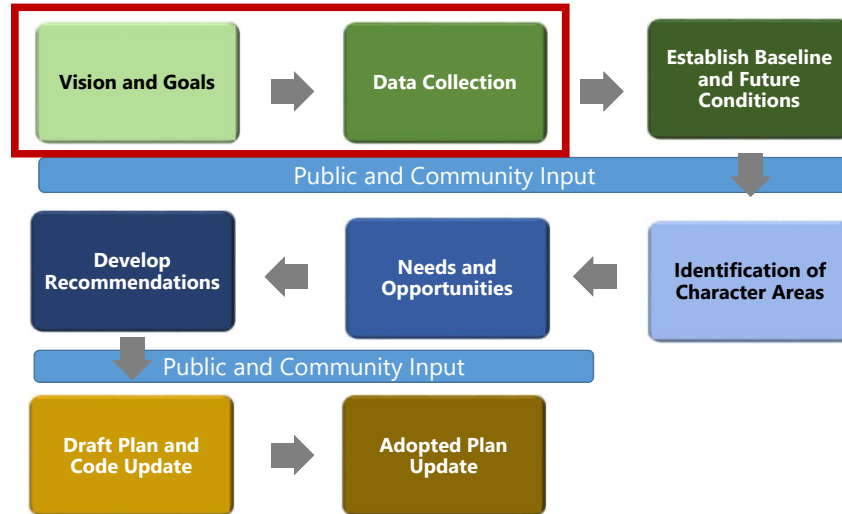 Vision and Goals
Data Collection
Establish Baseline
and Future
Conditions
Public and Community Input
Develop
Recommendations
Needs and
Opportunities
Identification of
Character Areas
Public and Community Input
Draft Plan and
Code Update
Adopted Plan
Update